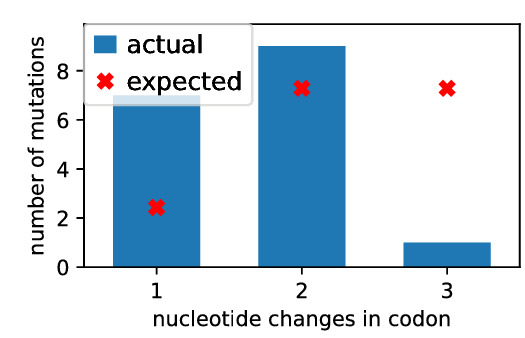 actual
expected
number of mutations
8
6
4
2
0
1 2 3
nucleotide changes in codon